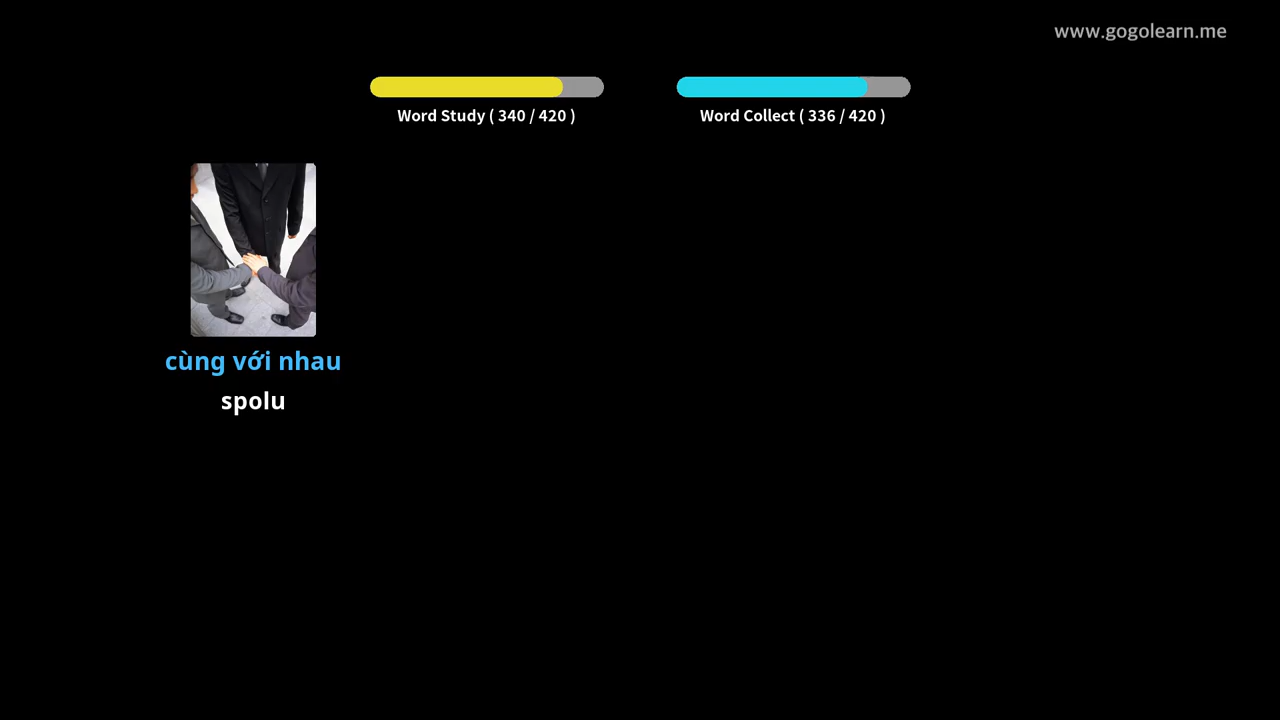 www.gogolearn.me
Word Study ( 340 / 420 )
Word Collect ( 336 / 420 )
cùng với nhau
spolu